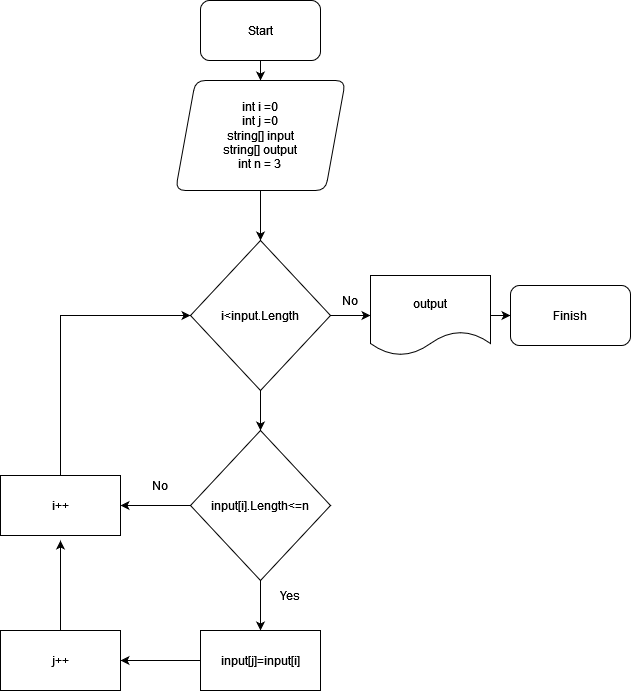 Start
int i =0
int j =0
string[] input
string[] output
int n = 3
i<input.Length
No
output
Finish
input[i].Length<=n
No
i++
Yes
input[j]=input[i]
j++